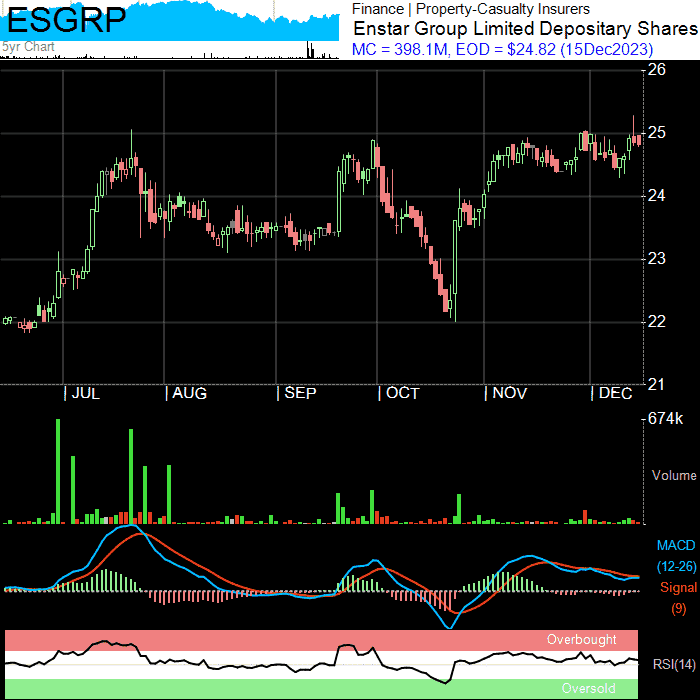 ESGRP
5yr Chart
Finance | Property-Casualty Insurers
Enstar Group Limited Depositary Shares
MC = 398.1M, EOD = $24.82 (15Dec2023)
26
25
24
23
22
21
| JUL | AUG | SEP | OCT | NOV | DEC
674k
Volume
MACD
(12-26)
Signal
(9)
Overbought
RSI(14)
Oversold